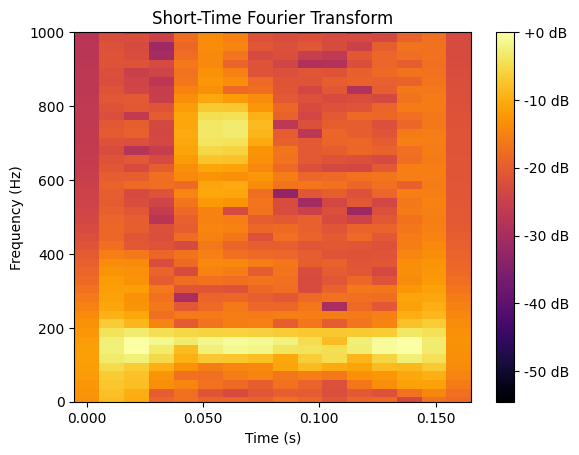 Short-Time Fourier Transform
1000
800
600
400
200
0
Frequency (Hz)
0.000
0.050
0.100
0.150
Time (s)
+0 dB
-10 dB
-20 dB
-30 dB
-40 dB
-50 dB